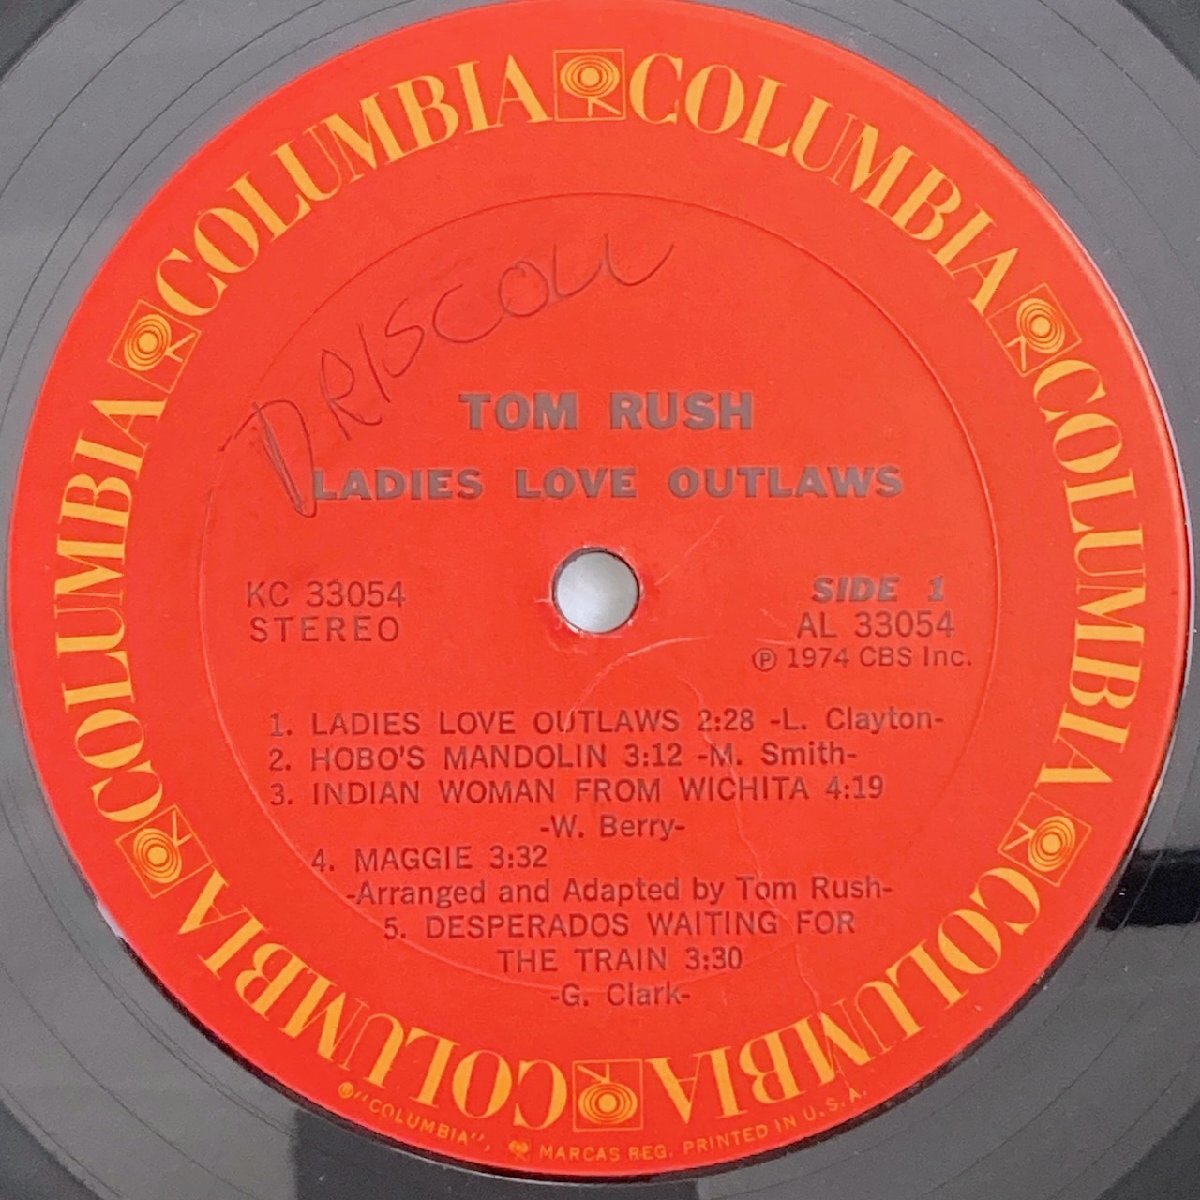 COLUMBIA COLUMBIA COLUMBIA COLUMBIA COLUMBIA COLUMBIA
DRISCOLL
TOM RUSH
LADIES LOVE OUTLAWS
KC 33054
STEREO
SIDE 1
AL 33054
℗ 1974 CBS Inc.
1. LADIES LOVE OUTLAWS 2:28 -L. Clayton-
2. HOBO'S MANDOLIN 3:12 -M. Smith-
3. INDIAN WOMAN FROM WICHITA 4:19
-W. Berry-
4. MAGGIE 3:32
-Arranged and Adapted by Tom Rush-
5. DESPERADOS WAITING FOR
THE TRAIN 3:30
-G. Clark-
®"COLUMBIA", MARCAS REG. PRINTED IN U.S.A.